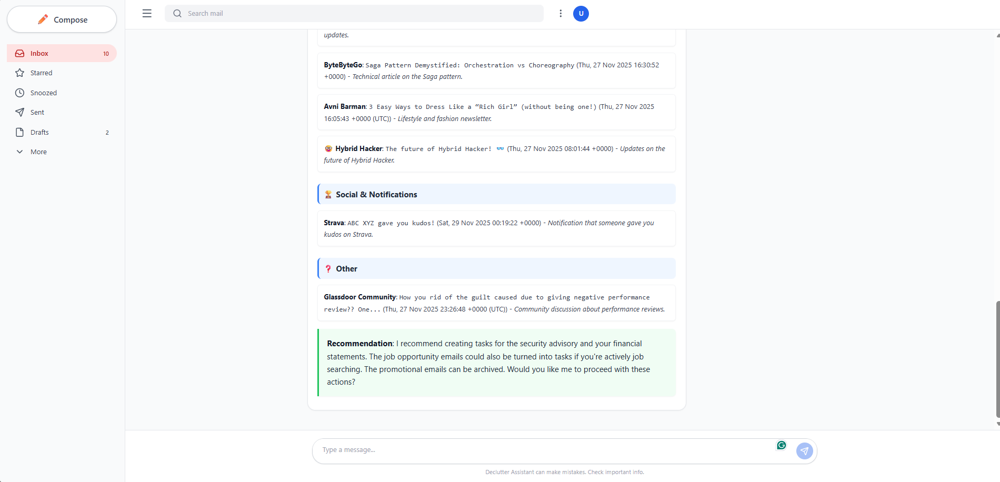 Compose
Inbox 10
Starred
Snoozed
Sent
Drafts 2
More
Search mail
U
updates.
ByteByteGo: Saga Pattern Demystified: Orchestration vs Choreography (Thu, 27 Nov 2025 16:30:52
+0000) - Technical article on the Saga pattern.
Avni Barman: 3 Easy Ways to Dress Like a “Rich Girl” (without being one!) (Thu, 27 Nov 2025
16:05:43 +0000 (UTC)) - Lifestyle and fashion newsletter.
🤪 Hybrid Hacker: The future of Hybrid Hacker! 👓 (Thu, 27 Nov 2025 08:01:44 +0000) - Updates on the
future of Hybrid Hacker.
🏆 Social & Notifications
Strava: ABC XYZ gave you kudos! (Sat, 29 Nov 2025 00:19:22 +0000) - Notification that someone gave you
kudos on Strava.
❓ Other
Glassdoor Community: How you rid of the guilt caused due to giving negative performance
review?? One... (Thu, 27 Nov 2025 23:26:48 +0000 (UTC)) - Community discussion about performance reviews.
Recommendation: I recommend creating tasks for the security advisory and your financial
statements. The job opportunity emails could also be turned into tasks if you're actively job
searching. The promotional emails can be archived. Would you like me to proceed with these
actions?
Type a message...
Declutter Assistant can make mistakes. Check important info.